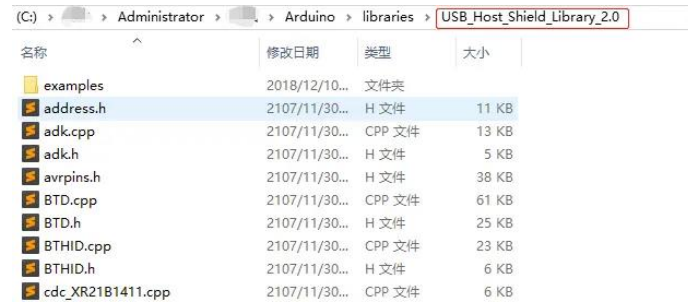 (C:) › › Administrator › › Arduino › libraries › USB_Host_Shield_Library_2.0
名称 修改日期 类型 大小
examples 2018/12/10... 文件夹
address.h 2107/11/30... H 文件 11 KB
adk.cpp 2107/11/30... CPP 文件 13 KB
adk.h 2107/11/30... H 文件 5 KB
avrpins.h 2107/11/30... H 文件 38 KB
BTD.cpp 2107/11/30... CPP 文件 61 KB
BTD.h 2107/11/30... H 文件 25 KB
BTHID.cpp 2107/11/30... CPP 文件 23 KB
BTHID.h 2107/11/30... H 文件 6 KB
cdc_XR21B1411.cpp 2107/11/30... CPP 文件 6 KB